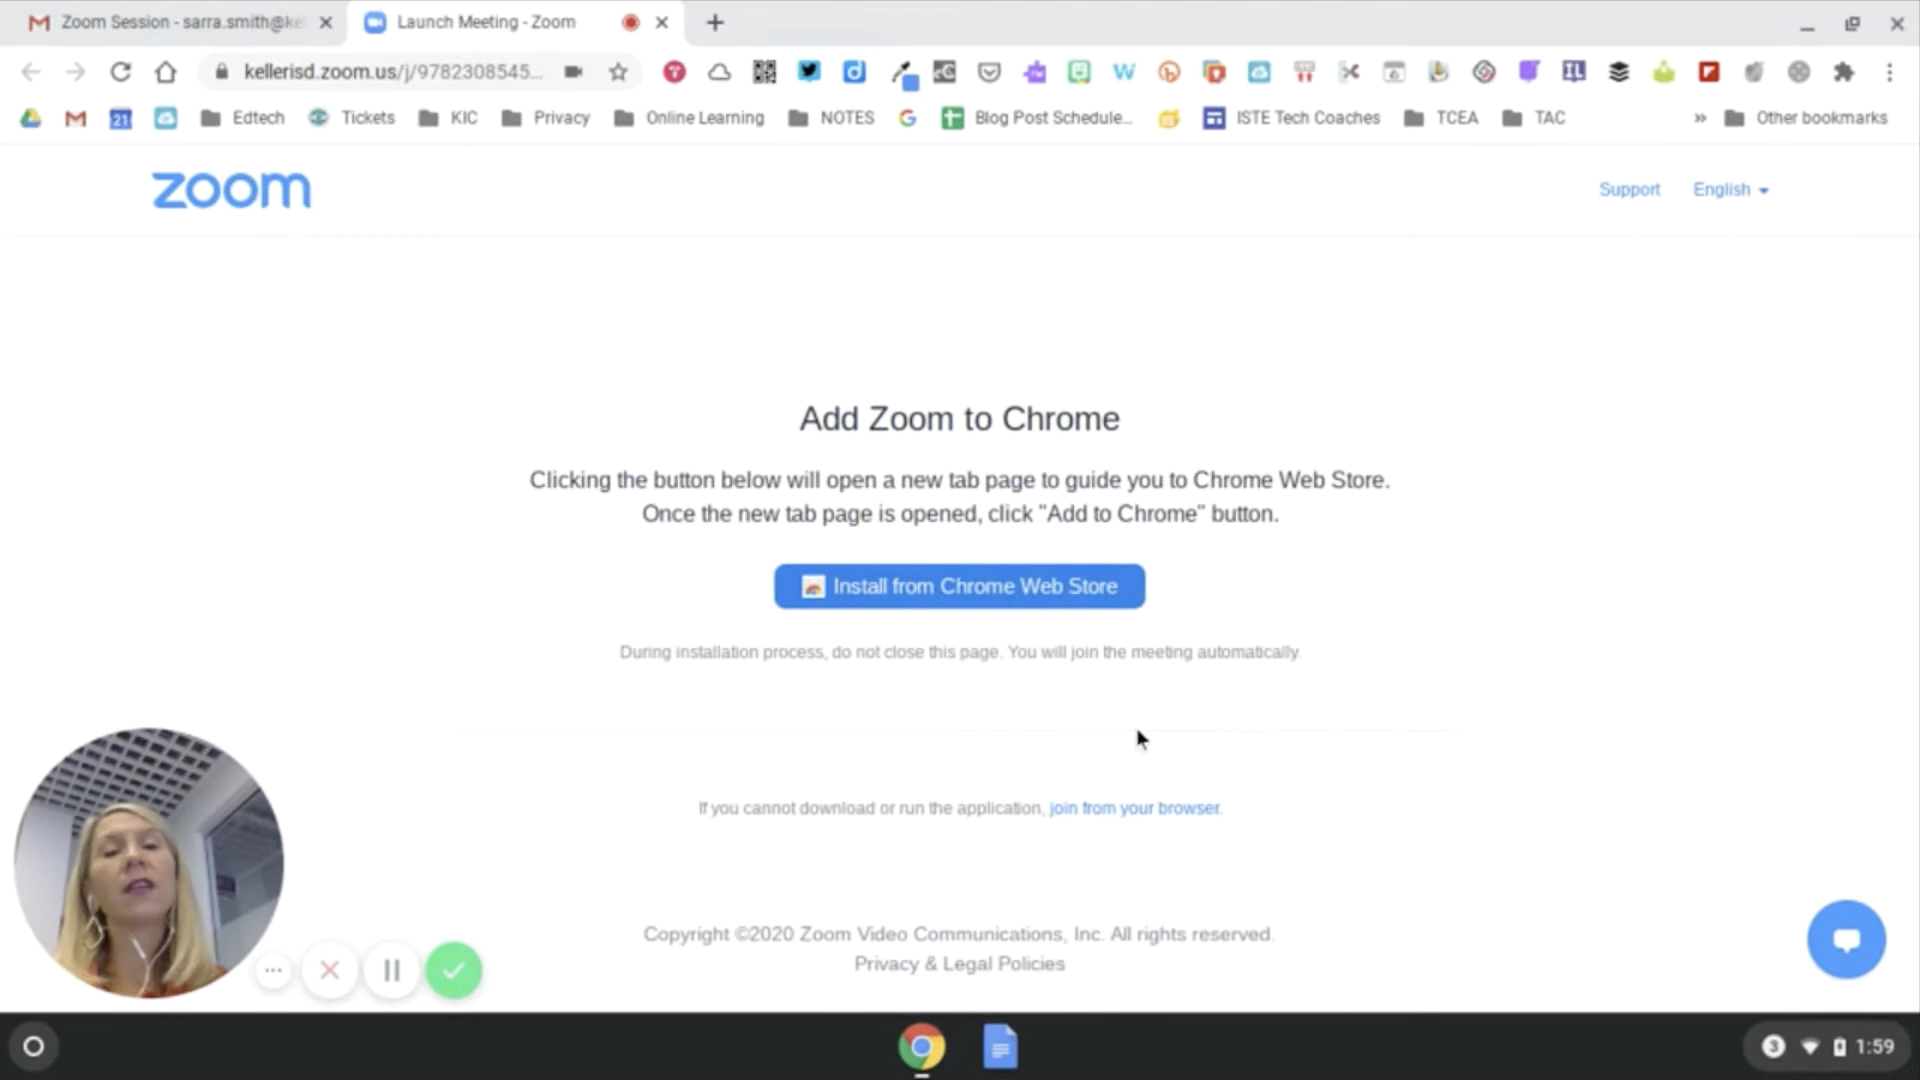 Zoom Session - sarra.smith@ke
Launch Meeting - Zoom
kellerisd.zoom.us/j/9782308545...
21
Edtech
Tickets
KIC
Privacy
Online Learning
NOTES
Blog Post Schedule...
ISTE Tech Coaches
TCEA
TAC
»
Other bookmarks
zoom
Support
English
Add Zoom to Chrome
Clicking the button below will open a new tab page to guide you to Chrome Web Store.
Once the new tab page is opened, click "Add to Chrome" button.
Install from Chrome Web Store
During installation process, do not close this page. You will join the meeting automatically.
If you cannot download or run the application, join from your browser.
Copyright ©2020 Zoom Video Communications, Inc. All rights reserved.
Privacy & Legal Policies
3
1:59